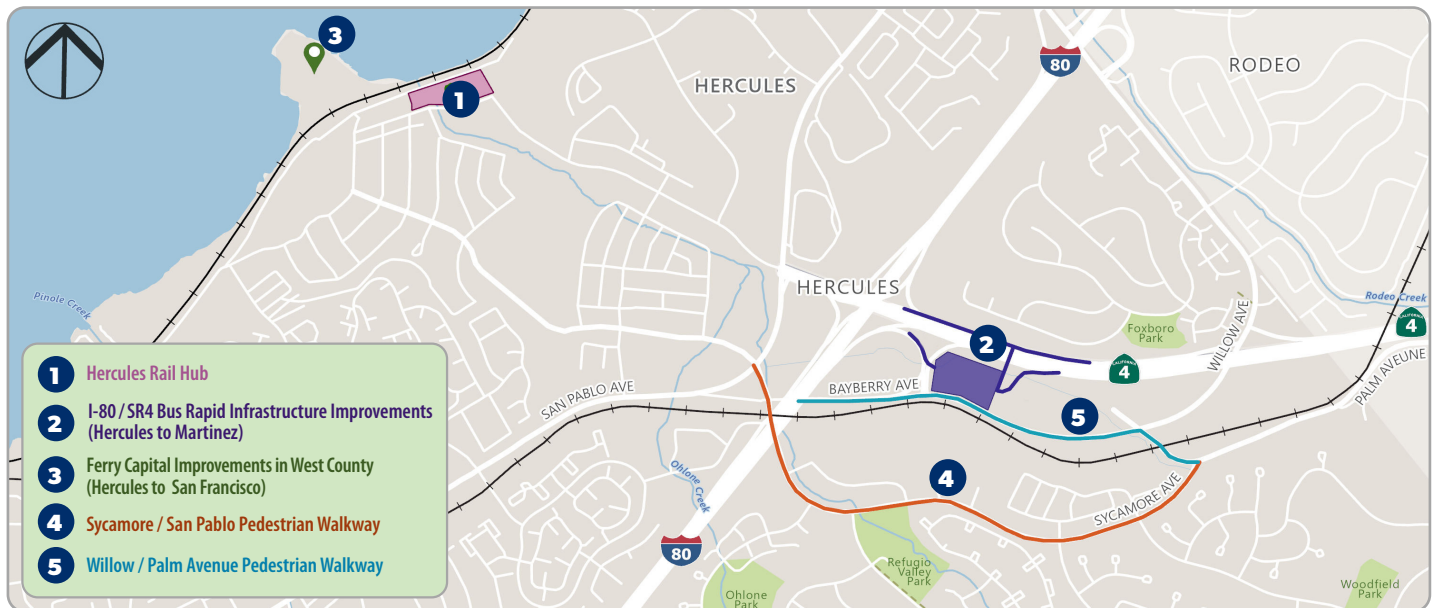 3
1
HERCULES
80
RODEO
Pinole Creek
HERCULES
Rodeo Creek
CALIFORNIA
4
Foxboro
Park
WILLOW AVE
2
CALIFORNIA
4
PALM AVEUNE
SAN PABLO AVE
BAYBERRY AVE
5
4
SYCAMORE AVE
Ohlone Creek
80
Refugio
Valley
Park
Ohlone
Park
Woodfield
Park
1 Hercules Rail Hub
2 I-80 / SR4 Bus Rapid Infrastructure Improvements
(Hercules to Martinez)
3 Ferry Capital Improvements in West County
(Hercules to San Francisco)
4 Sycamore / San Pablo Pedestrian Walkway
5 Willow / Palm Avenue Pedestrian Walkway